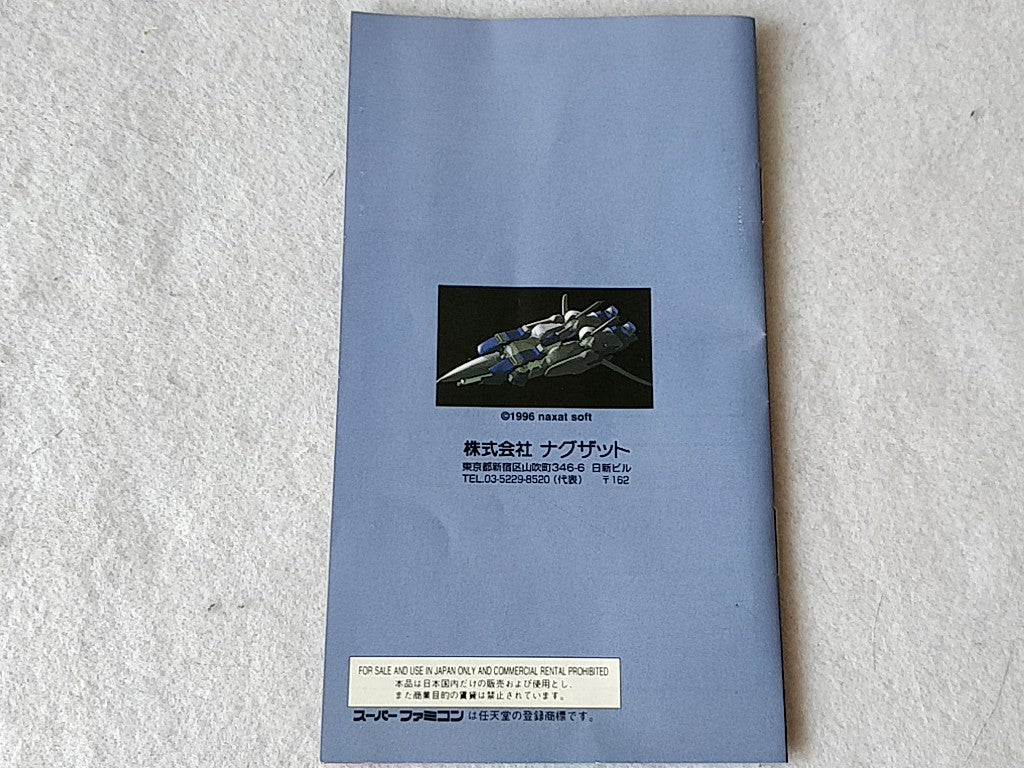 ©1996 naxat soft
株式会社 ナグザット
東京都新宿区山吹町346-6 日新ビル
TEL.03-5229-8520(代表) 〒162
FOR SALE AND USE IN JAPAN ONLY AND COMMERCIAL RENTAL PROHIBITED
本品は日本国内だけの販売および使用とし、
また商業目的の賃貸は禁止されています。
スーパーファミコン は任天堂の登録商標です。